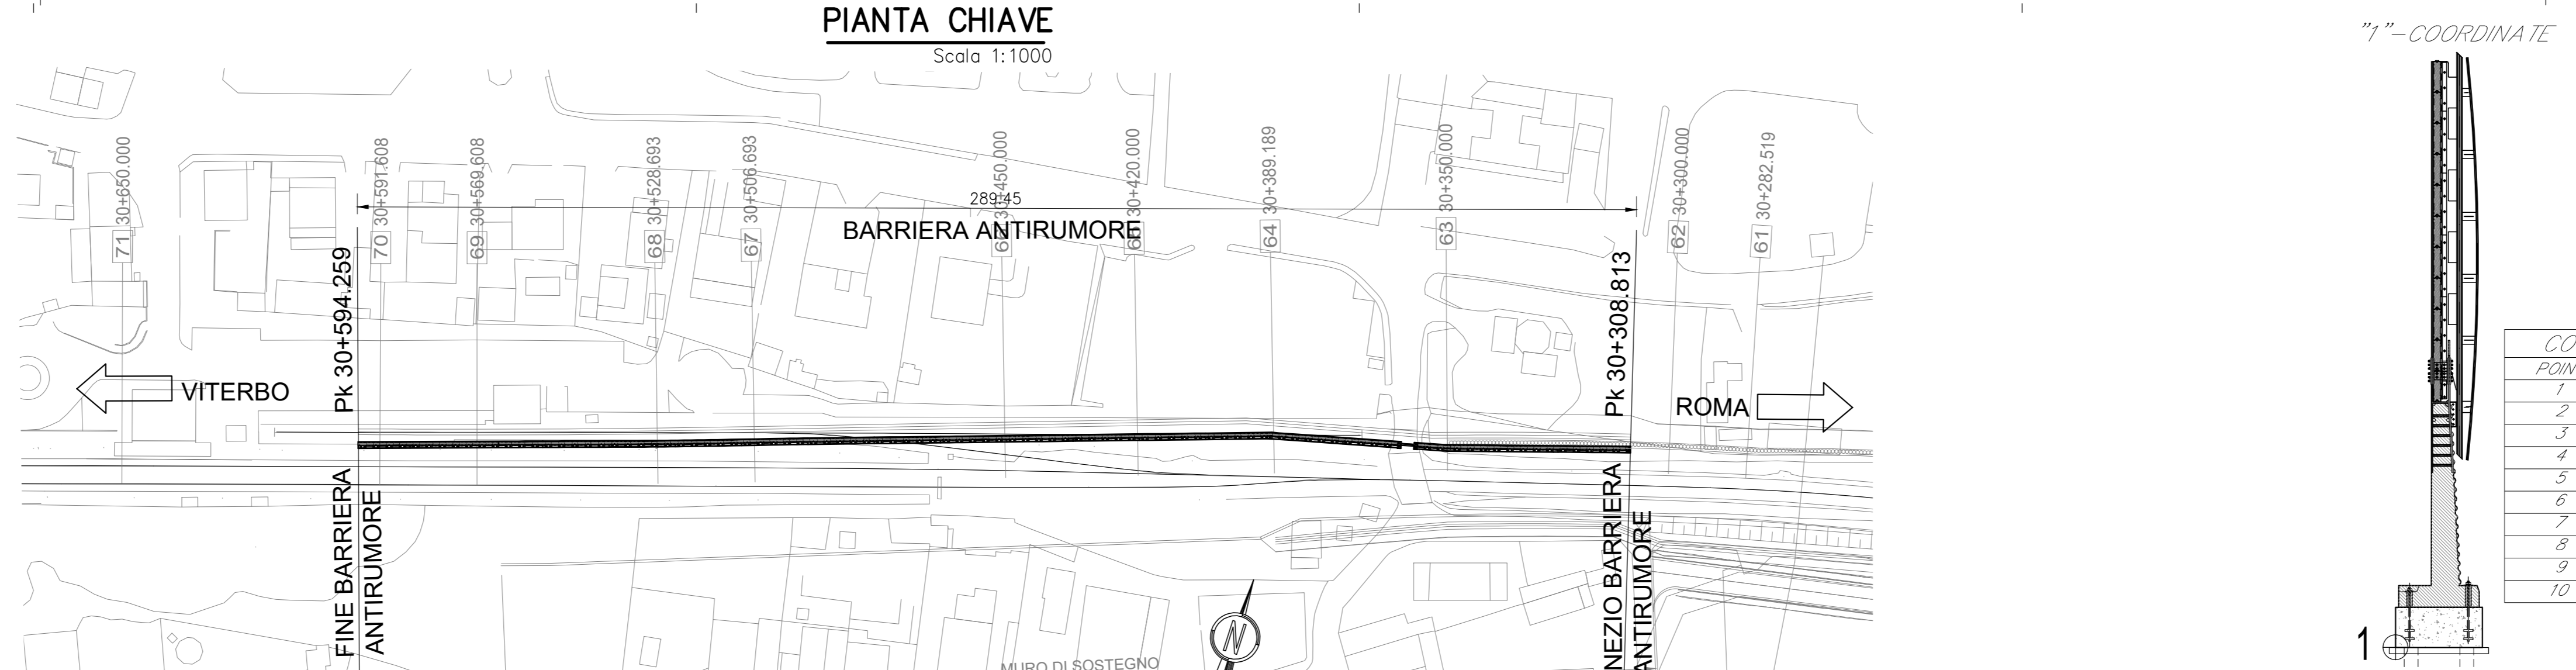 PIANTA CHIAVE
Scala 1:1000
"1"-COORDINATE
71 30+650.000
70 30+591.608
69 30+569.608
68 30+528.693
67 30+506.693
30+450.000
30+420.000
64 30+389.189
63 30+350.000
62 30+300.000
61 30+282.519
289.45
BARRIERA ANTIRUMORE
Pk 30+594.259
Pk 30+308.813
VITERBO
ROMA
FINE BARRIERA
ANTIRUMORE
NEZIO BARRIERA
ANTIRUMORE
N
MURO DI SOSTEGNO
CO
POIN
1
2
3
4
5
6
7
8
9
10
1